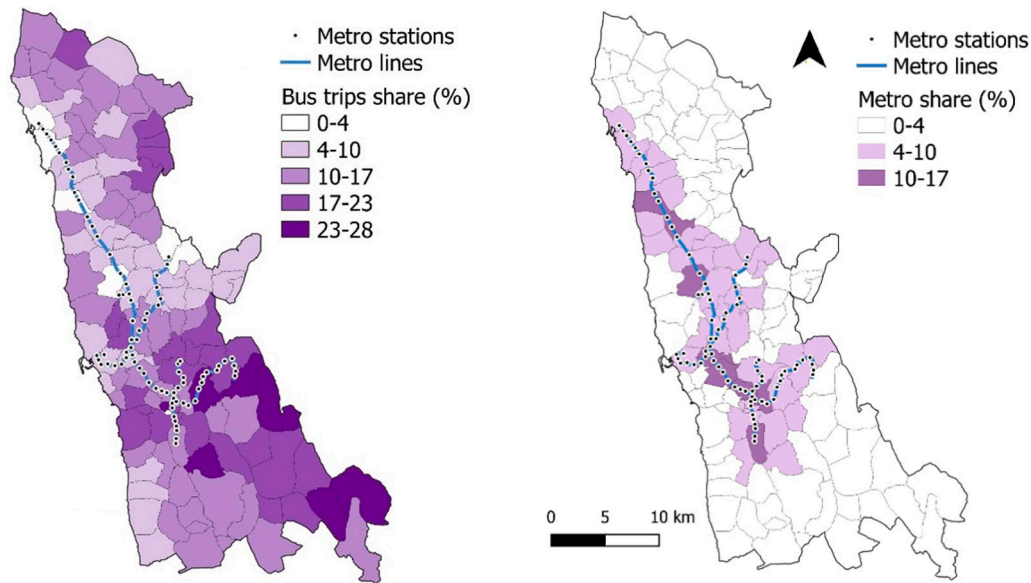 Metro stations
Metro lines
Bus trips share (%)
0-4
4-10
10-17
17-23
23-28
Metro stations
Metro lines
Metro share (%)
0-4
4-10
10-17
0 5 10 km